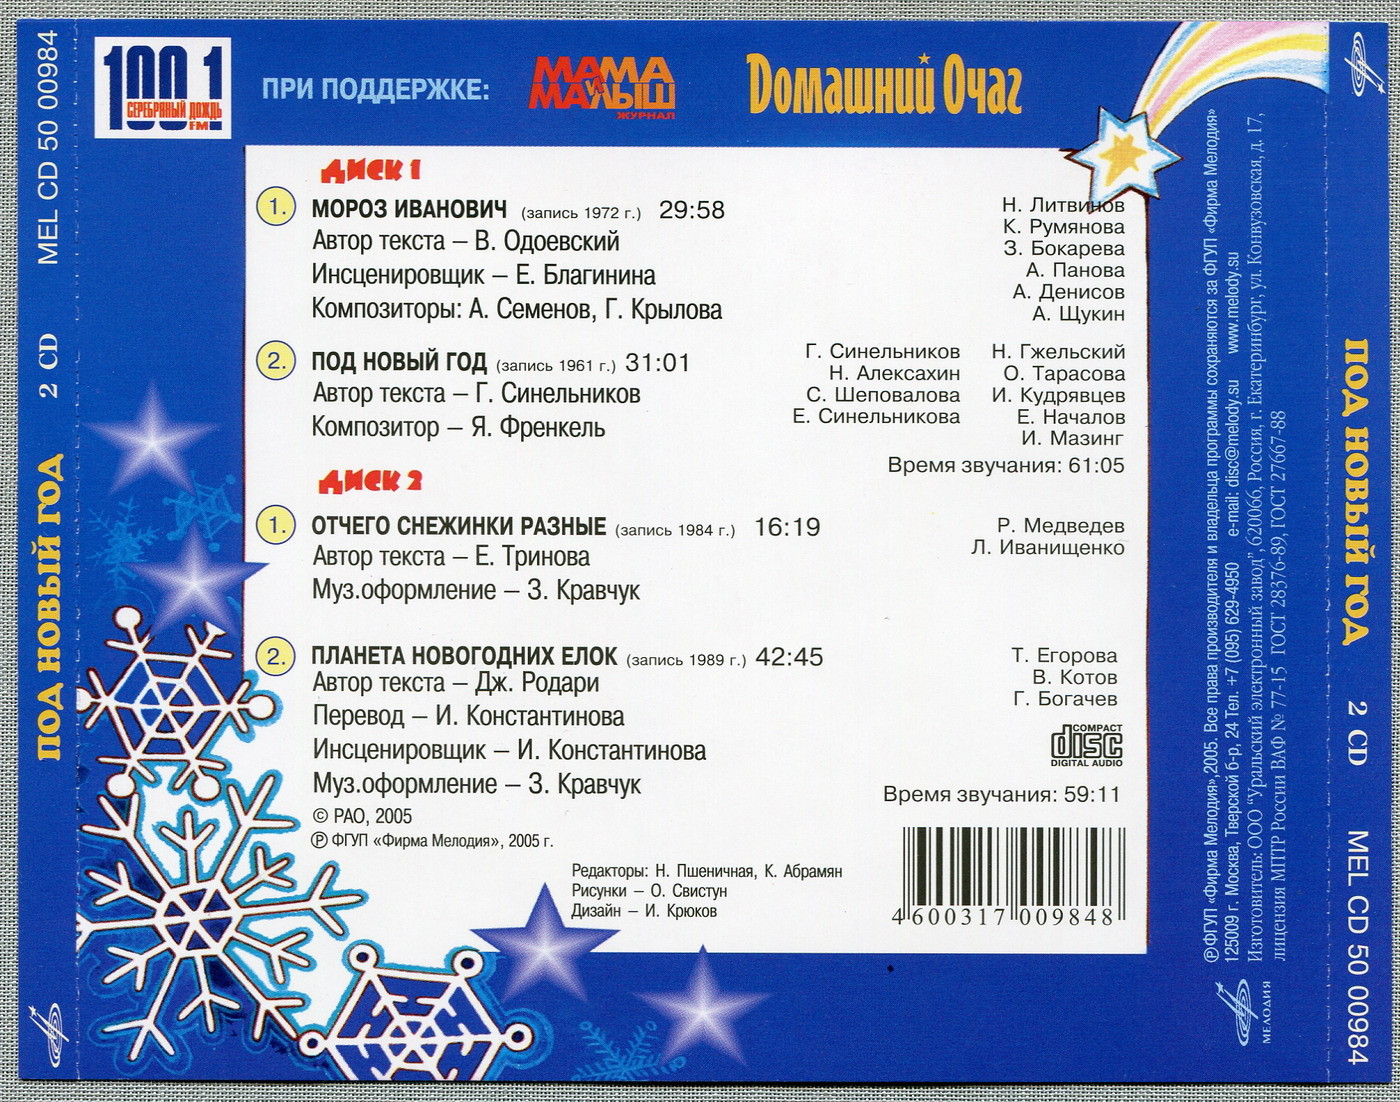 MEL CD 50 00984
2 CD
ПОД НОВЫЙ ГОД
100.1
СЕРЕБРЯНЫЙ ДОЖДЬ
FM
ПРИ ПОДДЕРЖКЕ:
МАМА
И
МАЛЫШ
ЖУРНАЛ
Домашний Очаг
ДИСК 1
1.
МОРОЗ ИВАНОВИЧ (запись 1972 г.) 29:58
Автор текста – В. Одоевский
Инсценировщик – Е. Благинина
Композиторы: А. Семенов, Г. Крылова
Н. Литвинов
К. Румянова
З. Бокарева
А. Панова
А. Денисов
А. Щукин
2.
ПОД НОВЫЙ ГОД (запись 1961 г.) 31:01
Автор текста – Г. Синельников
Композитор – Я. Френкель
Г. Синельников
Н. Алексахин
С. Шеповалова
Е. Синельникова
Н. Гжельский
О. Тарасова
И. Кудрявцев
Е. Началов
И. Мазинг
Время звучания: 61:05
ДИСК 2
1.
ОТЧЕГО СНЕЖИНКИ РАЗНЫЕ (запись 1984 г.) 16:19
Автор текста – Е. Тринова
Муз.оформление – З. Кравчук
Р. Медведев
Л. Иванищенко
2.
ПЛАНЕТА НОВОГОДНИХ ЕЛОК (запись 1989 г.) 42:45
Автор текста – Дж. Родари
Перевод – И. Константинова
Инсценировщик – И. Константинова
Муз.оформление – З. Кравчук
Т. Егорова
В. Котов
Г. Богачев
COMPACT
disc
DIGITAL AUDIO
Время звучания: 59:11
© РАО, 2005
℗ ФГУП «Фирма Мелодия», 2005 г.
Редакторы: Н. Пшеничная, К. Абрамян
Рисунки – О. Свистун
Дизайн – И. Крюков
4 600317 009848
℗ФГУП «Фирма Мелодия»,2005. Все права производителя и владельца программы сохраняются за ФГУП «Фирма Мелодия»
125009 г. Москва, Тверской б-р, 24 Тел. +7 (095) 629-4950 e-mail: disc@melody.su www.melody.su
Изготовитель: ООО "Уральский электронный завод", 620066, Россия, г. Екатеринбург, ул. Конвузовская, д. 17,
лицензия МПТР России ВАФ № 77-15 ГОСТ 28376-89, ГОСТ 27667-88
МЕЛОДИЯ
ПОД НОВЫЙ ГОД
2 CD
MEL CD 50 00984